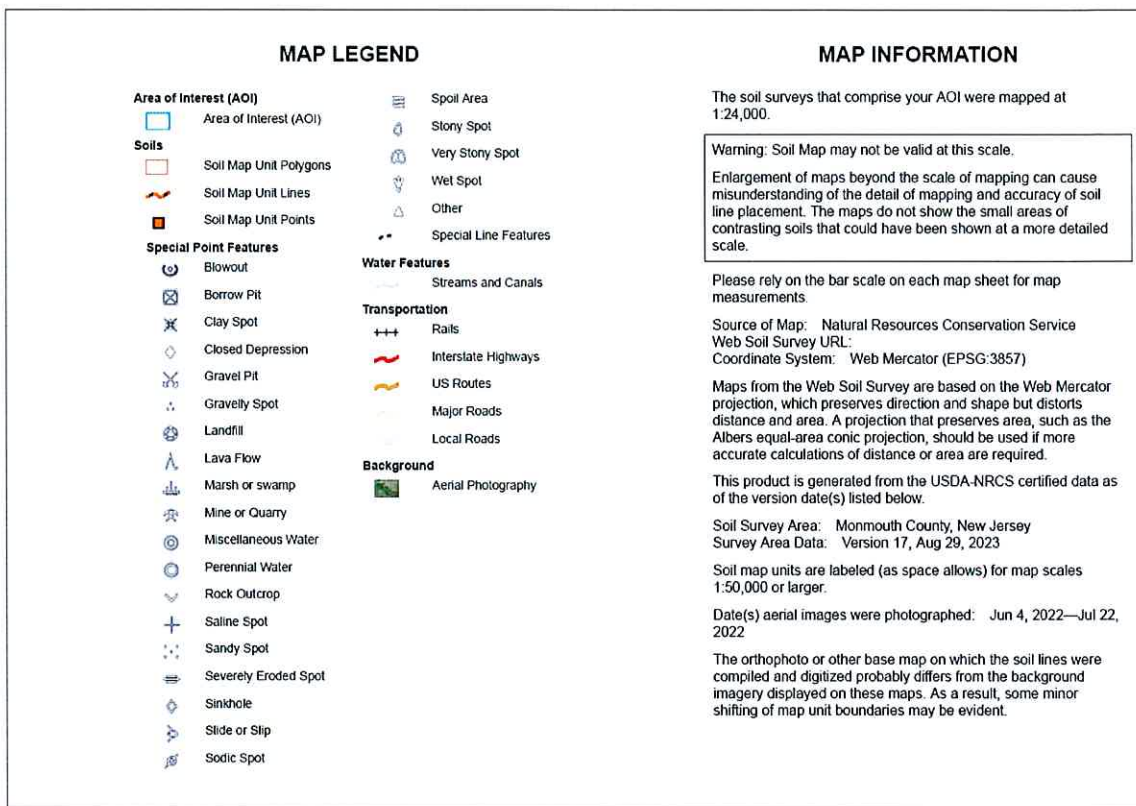 MAP LEGEND
Area of Interest (AOI)
Area of Interest (AOI)
Soils
Soil Map Unit Polygons
Soil Map Unit Lines
Soil Map Unit Points
Special Point Features
Blowout
Borrow Pit
Clay Spot
Closed Depression
Gravel Pit
Gravelly Spot
Landfill
Lava Flow
Marsh or swamp
Mine or Quarry
Miscellaneous Water
Perennial Water
Rock Outcrop
Saline Spot
Sandy Spot
Severely Eroded Spot
Sinkhole
Slide or Slip
Sodic Spot
Spoil Area
Stony Spot
Very Stony Spot
Wet Spot
Other
Special Line Features
Water Features
Streams and Canals
Transportation
Rails
Interstate Highways
US Routes
Major Roads
Local Roads
Background
Aerial Photography
MAP INFORMATION
The soil surveys that comprise your AOI were mapped at
1:24,000.
Warning: Soil Map may not be valid at this scale.
Enlargement of maps beyond the scale of mapping can cause
misunderstanding of the detail of mapping and accuracy of soil
line placement. The maps do not show the small areas of
contrasting soils that could have been shown at a more detailed
scale.
Please rely on the bar scale on each map sheet for map
measurements.
Source of Map: Natural Resources Conservation Service
Web Soil Survey URL:
Coordinate System: Web Mercator (EPSG:3857)
Maps from the Web Soil Survey are based on the Web Mercator
projection, which preserves direction and shape but distorts
distance and area. A projection that preserves area, such as the
Albers equal-area conic projection, should be used if more
accurate calculations of distance or area are required.
This product is generated from the USDA-NRCS certified data as
of the version date(s) listed below.
Soil Survey Area: Monmouth County, New Jersey
Survey Area Data: Version 17, Aug 29, 2023
Soil map units are labeled (as space allows) for map scales
1:50,000 or larger.
Date(s) aerial images were photographed: Jun 4, 2022—Jul 22,
2022
The orthophoto or other base map on which the soil lines were
compiled and digitized probably differs from the background
imagery displayed on these maps. As a result, some minor
shifting of map unit boundaries may be evident.